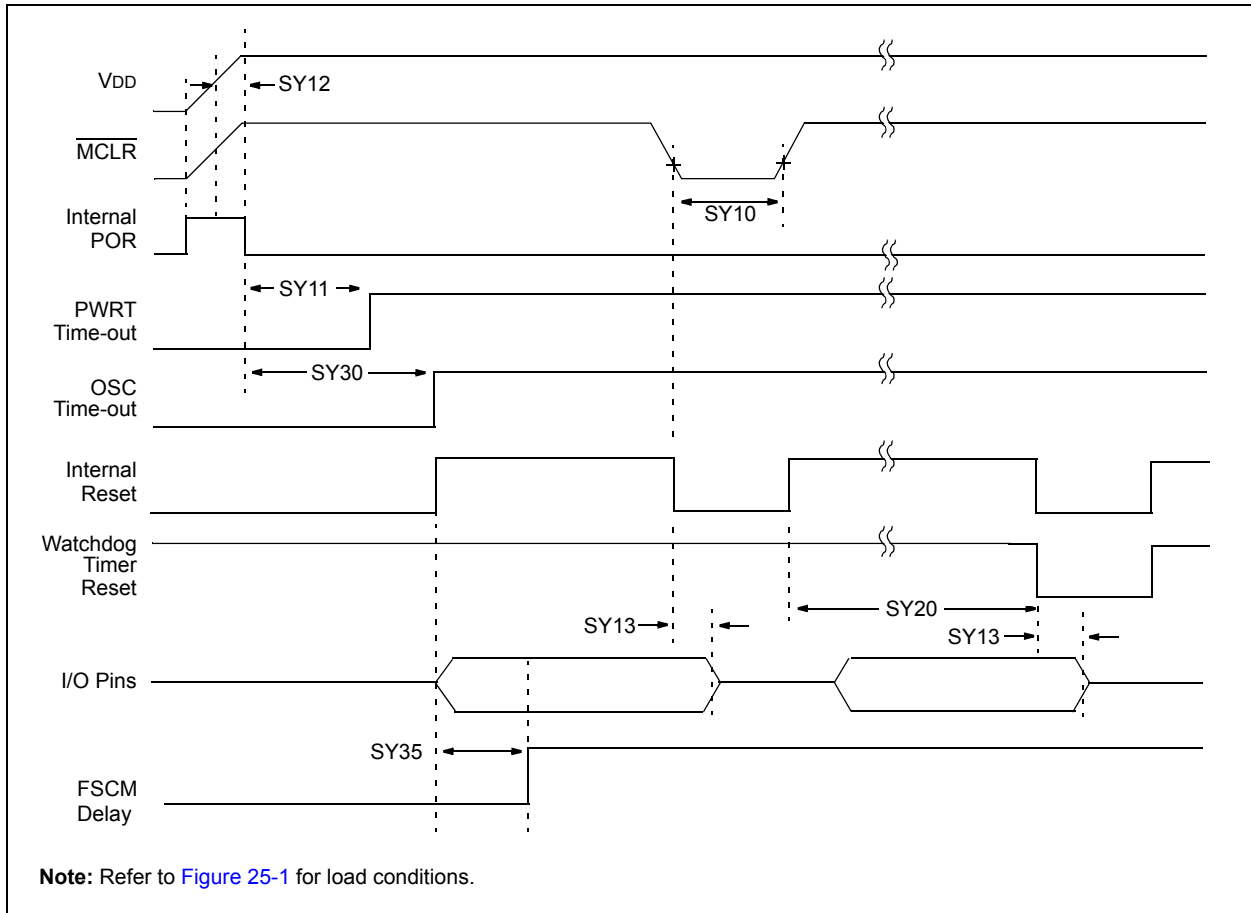 VDD
SY12
MCLR
SY10
Internal
POR
SY11
PWRT
Time-out
SY30
OSC
Time-out
Internal
Reset
Watchdog
Timer
Reset
SY20
SY13
SY13
I/O Pins
SY35
FSCM
Delay
Note: Refer to Figure 25-1 for load conditions.